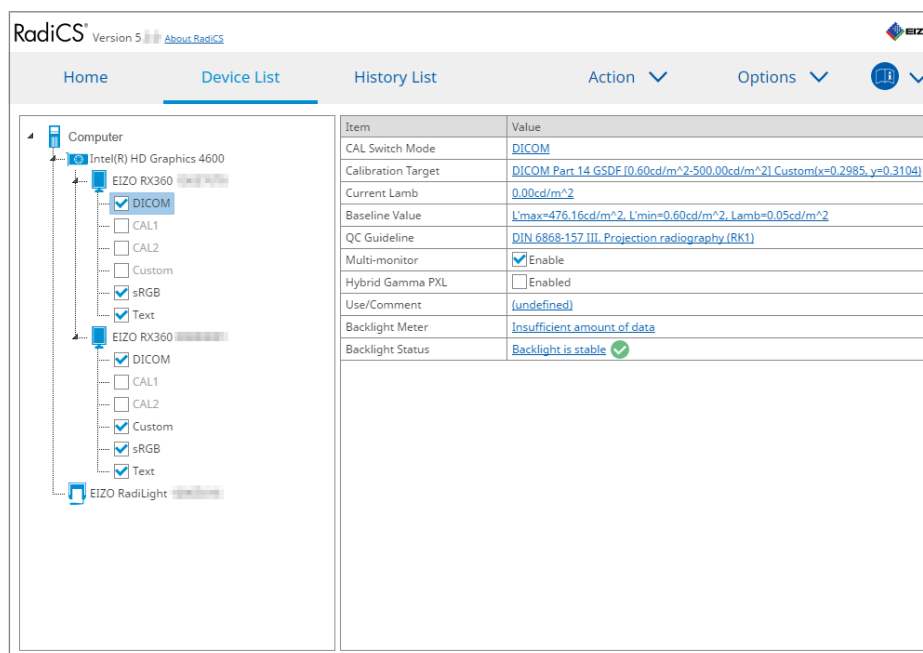 RadiCS® Version 5. About RadiCS
Home Device List History List Action Options
Computer
Intel(R) HD Graphics 4600
EIZO RX360
DICOM
CAL1
CAL2
Custom
sRGB
Text
EIZO RX360
DICOM
CAL1
CAL2
Custom
sRGB
Text
EIZO RadiLight
Item Value
CAL Switch Mode DICOM
Calibration Target DICOM Part 14 GSDF [0.60cd/m^2-500.00cd/m^2] Custom(x=0.2985, y=0.3104)
Current Lamb 0.00cd/m^2
Baseline Value L'max=476.16cd/m^2, L'min=0.60cd/m^2, Lamb=0.05cd/m^2
QC Guideline DIN 6868-157 III. Projection radiography (RK1)
Multi-monitor Enable
Hybrid Gamma PXL Enabled
Use/Comment (undefined)
Backlight Meter Insufficient amount of data
Backlight Status Backlight is stable